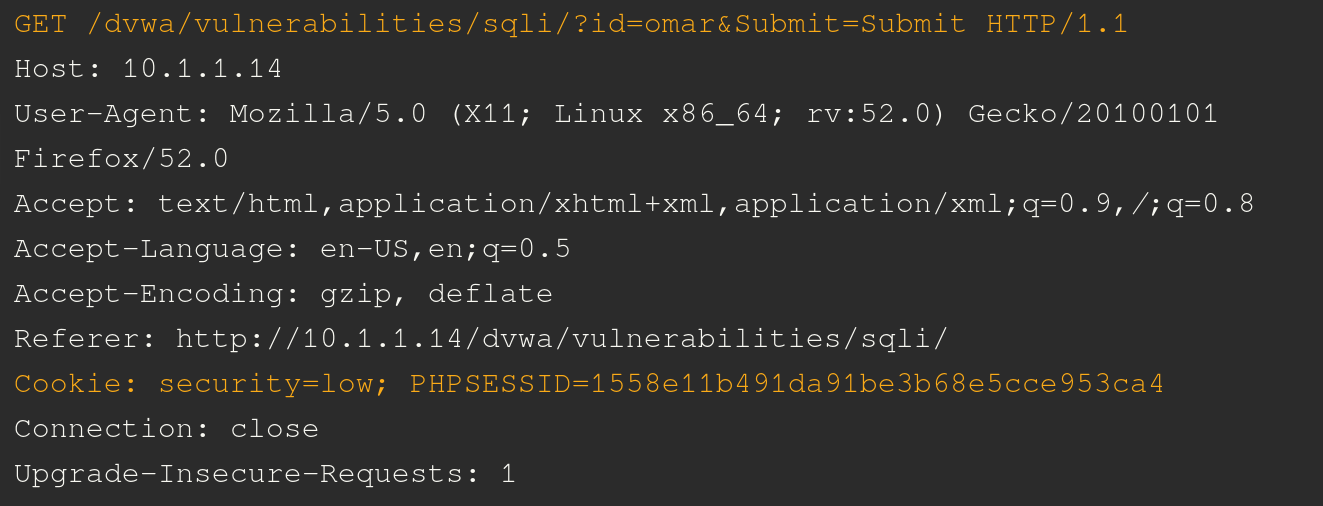 GET /dvwa/vulnerabilities/sqli/?id=omar&Submit=Submit HTTP/1.1
Host: 10.1.1.14
User-Agent: Mozilla/5.0 (X11; Linux x86_64; rv:52.0) Gecko/20100101
Firefox/52.0
Accept: text/html,application/xhtml+xml,application/xml;q=0.9,/;q=0.8
Accept-Language: en-US,en;q=0.5
Accept-Encoding: gzip, deflate
Referer: http://10.1.1.14/dvwa/vulnerabilities/sqli/
Cookie: security=low; PHPSESSID=1558e11b491da91be3b68e5cce953ca4
Connection: close
Upgrade-Insecure-Requests: 1